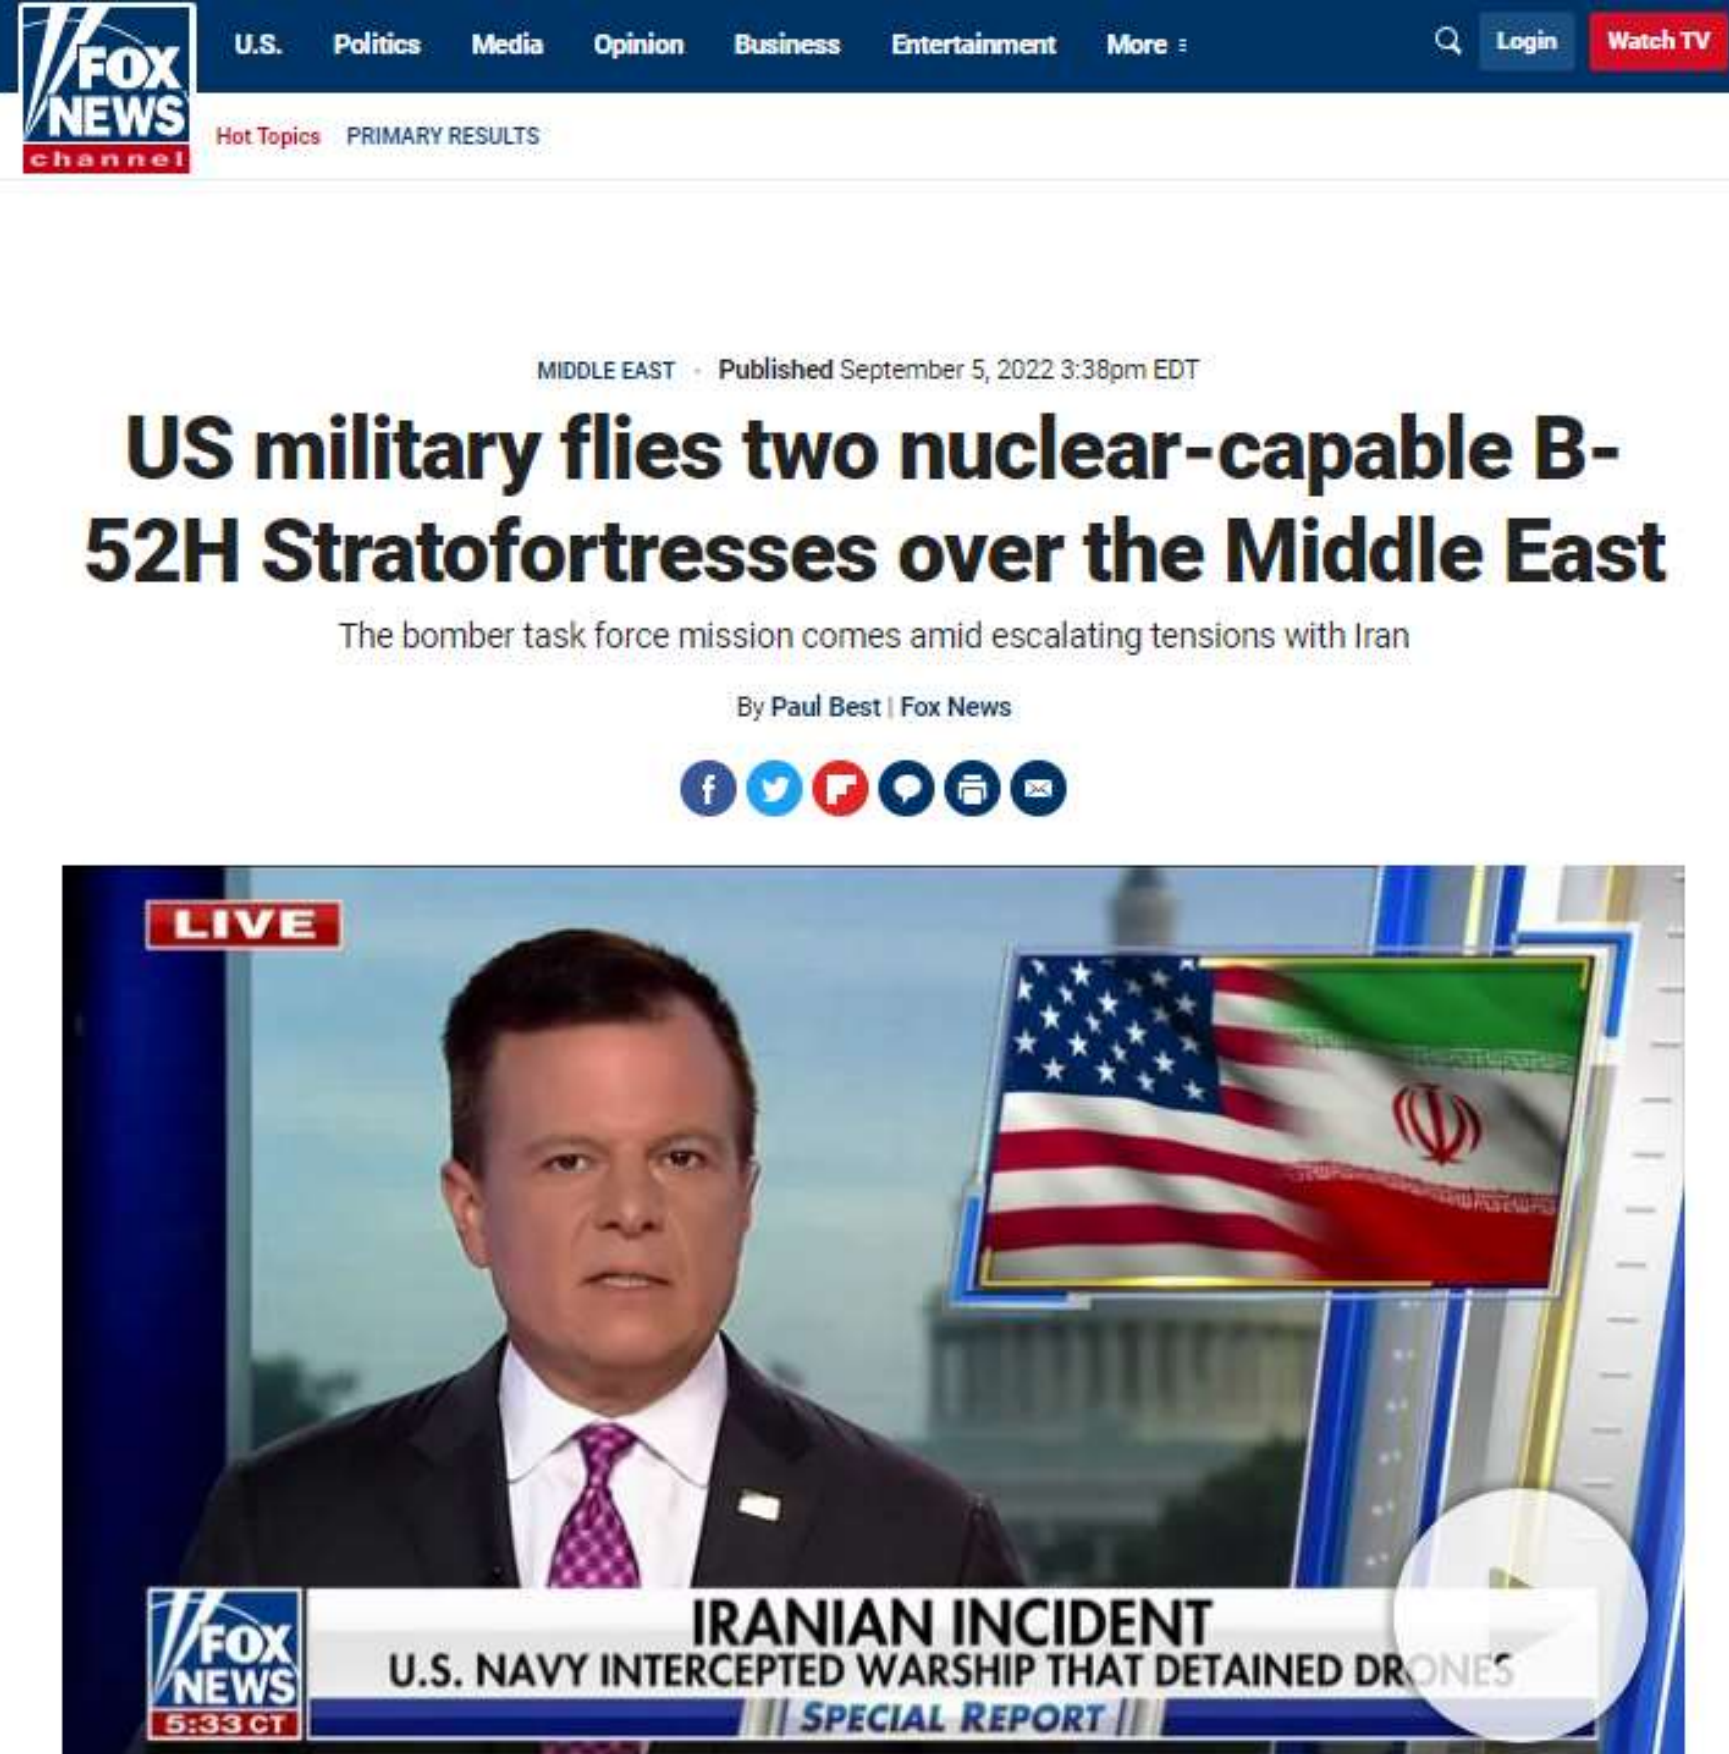 FOX
NEWS
channel
U.S. Politics Media Opinion Business Entertainment More
Login
Watch TV
Hot Topics PRIMARY RESULTS
MIDDLE EAST · Published September 5, 2022 3:38pm EDT
US military flies two nuclear-capable B-
52H Stratofortresses over the Middle East
The bomber task force mission comes amid escalating tensions with Iran
By Paul Best | Fox News
LIVE
FOX
NEWS
5:33 CT
IRANIAN INCIDENT
U.S. NAVY INTERCEPTED WARSHIP THAT DETAINED DRONES
SPECIAL REPORT